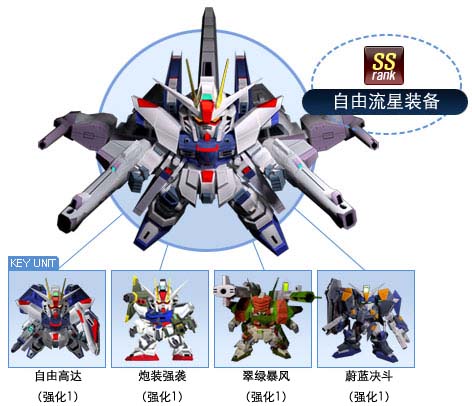 SS
rank
自由流星装备
KEY UNIT
自由高达
(强化1)
炮装强袭
(强化1)
翠绿暴风
(强化1)
蔚蓝决斗
(强化1)